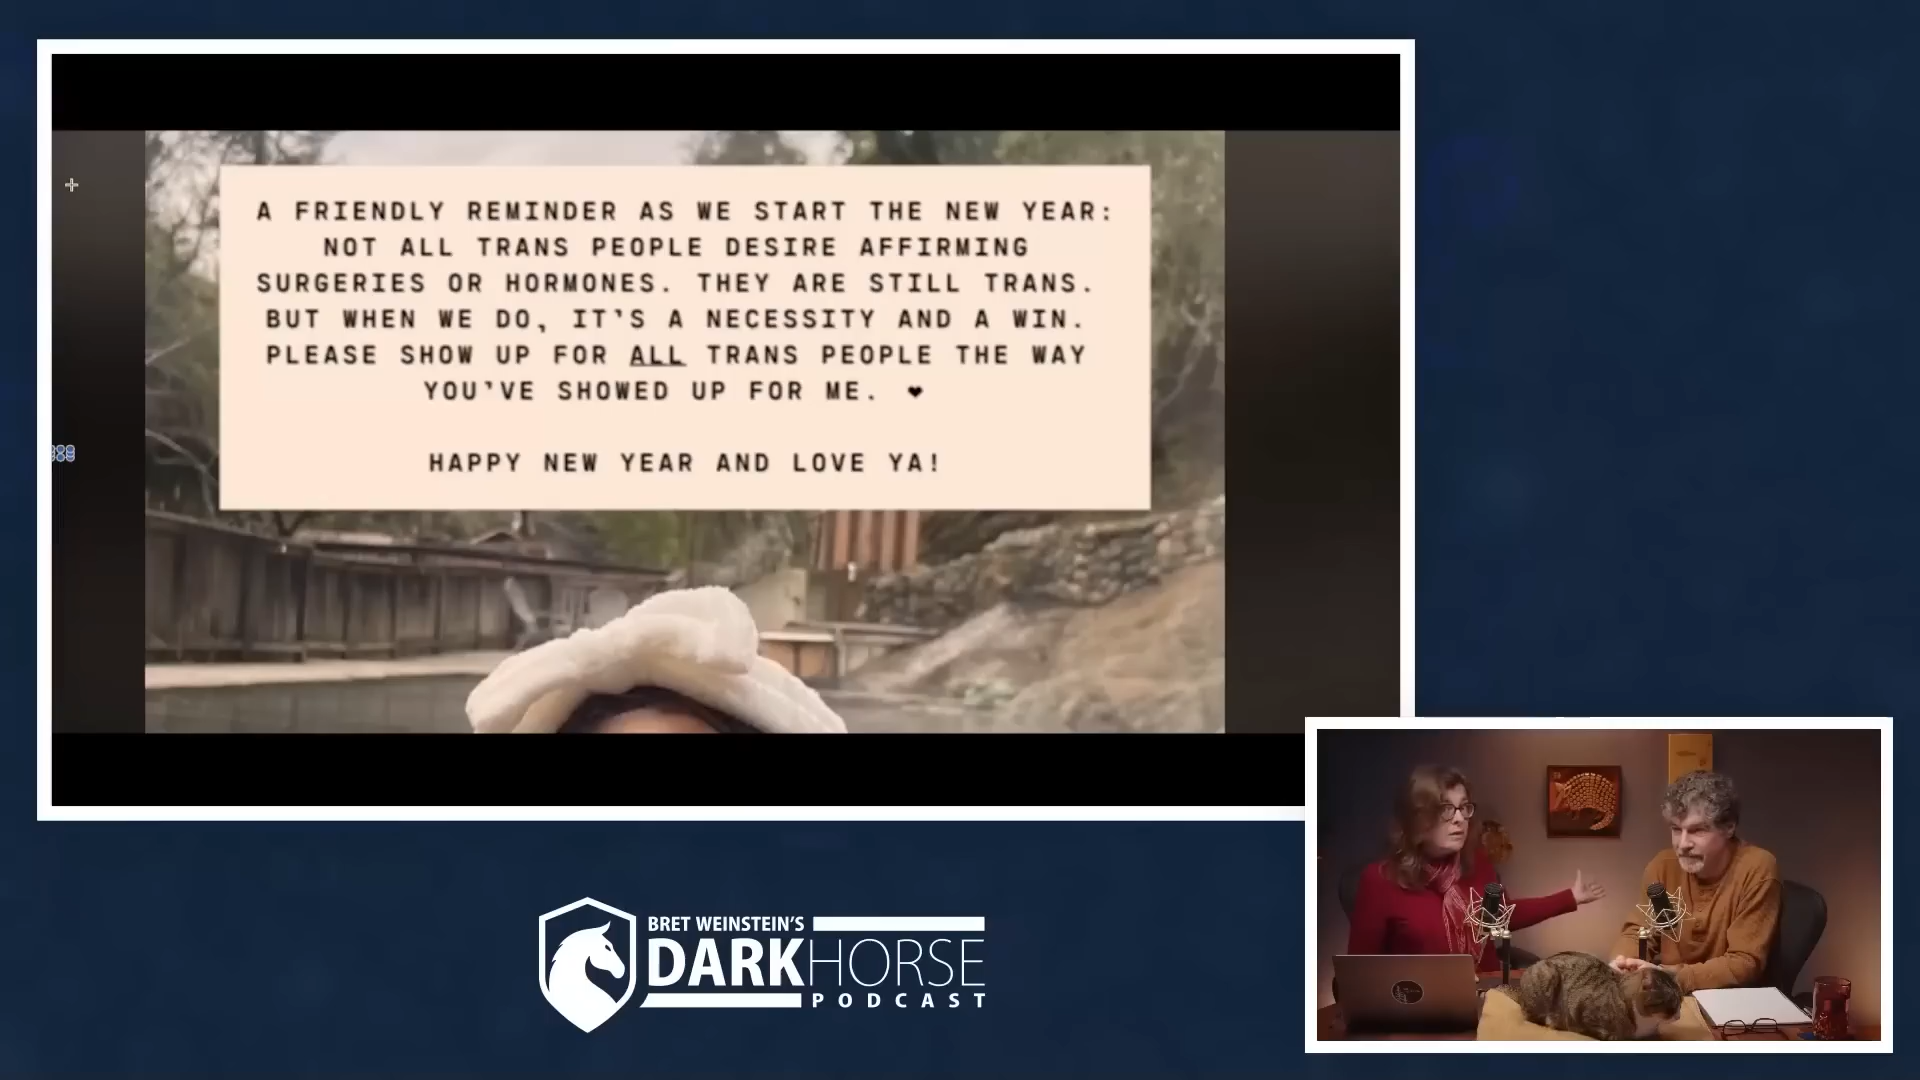 A FRIENDLY REMINDER AS WE START THE NEW YEAR:
NOT ALL TRANS PEOPLE DESIRE AFFIRMING
SURGERIES OR HORMONES. THEY ARE STILL TRANS.
BUT WHEN WE DO, IT'S A NECESSITY AND A WIN.
PLEASE SHOW UP FOR ALL TRANS PEOPLE THE WAY
YOU'VE SHOWED UP FOR ME. ❤
HAPPY NEW YEAR AND LOVE YA!
BRET WEINSTEIN'S
DARKHORSE
PODCAST